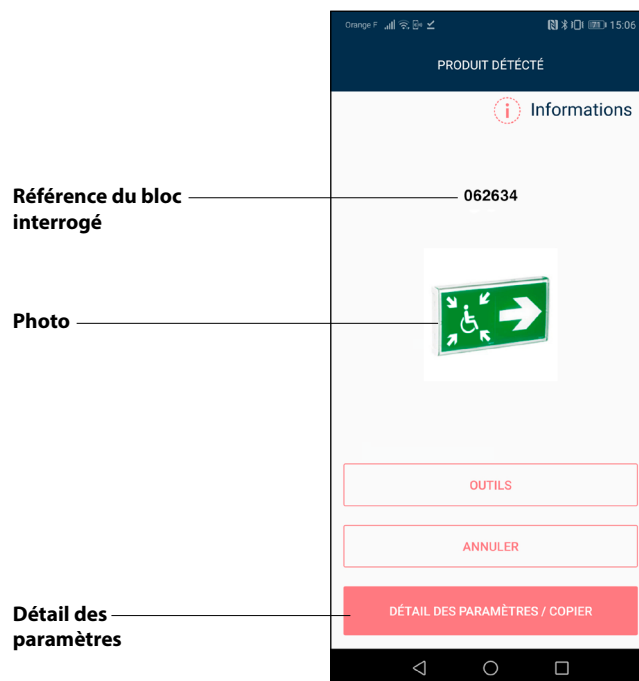 Orange F
15:06
PRODUIT DÉTÉCTÉ
i Informations
Référence du bloc
interrogé
062634
Photo
OUTILS
ANNULER
Détail des
paramètres
DÉTAIL DES PARAMÈTRES / COPIER